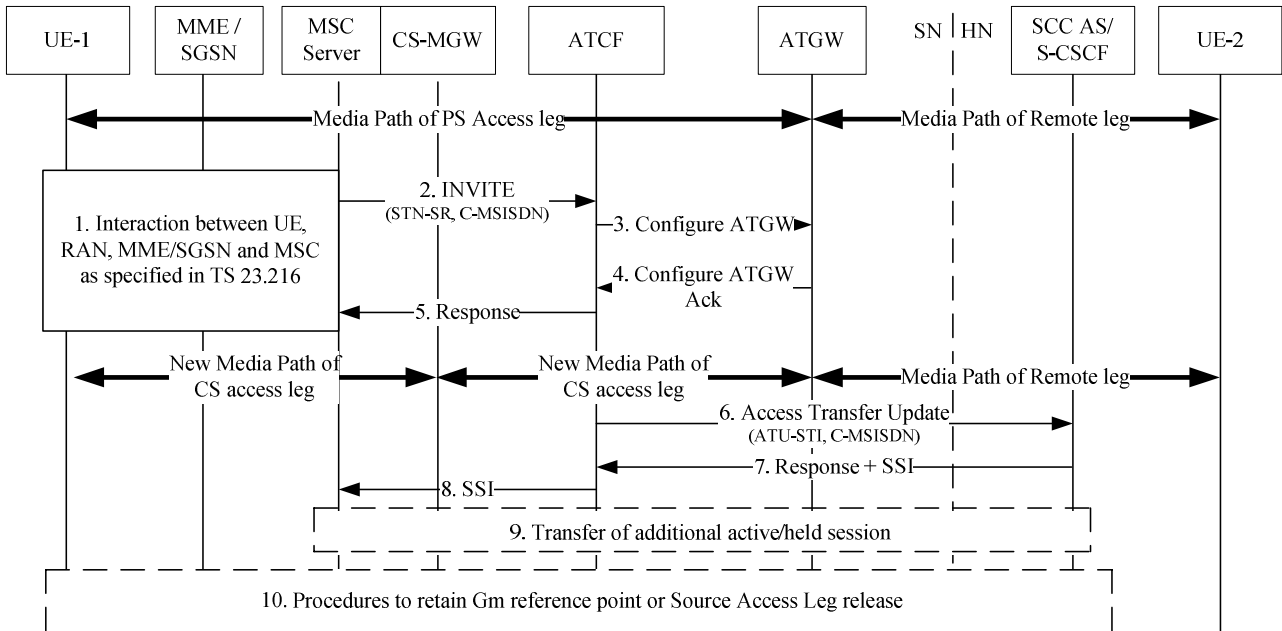 UE-1
MME /
SGSN
MSC
Server
CS-MGW
ATCF
ATGW
SN
HN
SCC AS/
S-CSCF
UE-2
Media Path of PS Access leg
Media Path of Remote leg
1. Interaction between UE,
RAN, MME/SGSN and MSC
as specified in TS 23.216
2. INVITE
(STN-SR, C-MSISDN)
3. Configure ATGW
4. Configure ATGW
Ack
5. Response
New Media Path of
CS access leg
New Media Path of
CS access leg
Media Path of Remote leg
6. Access Transfer Update
(ATU-STI, C-MSISDN)
7. Response + SSI
8. SSI
9. Transfer of additional active/held session
10. Procedures to retain Gm reference point or Source Access Leg release